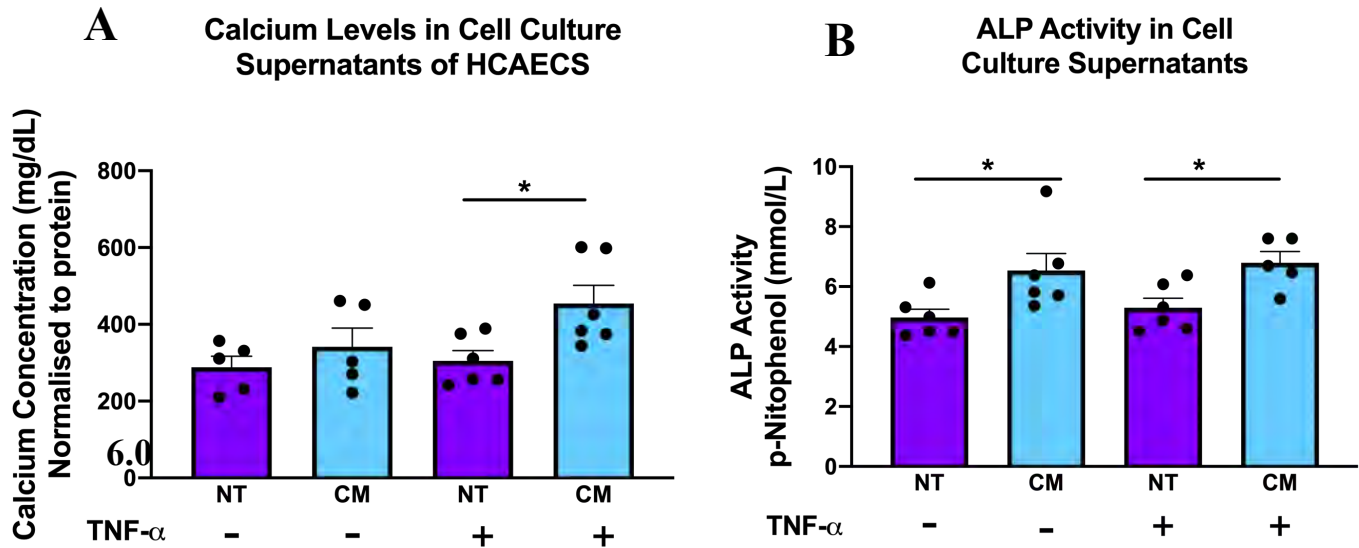 A
Calcium Levels in Cell Culture
Supernatants of HCAECS
Calcium Concentration (mg/dL)
Normalised to protein)
800
600
400
200
6.0
0
*
NT CM NT CM
TNF-α - - + +
B
ALP Activity in Cell
Culture Supernatants
ALP Activity
p-Nitophenol (mmol/L)
10
8
6
4
2
0
* *
NT CM NT CM
TNF-α - - + +